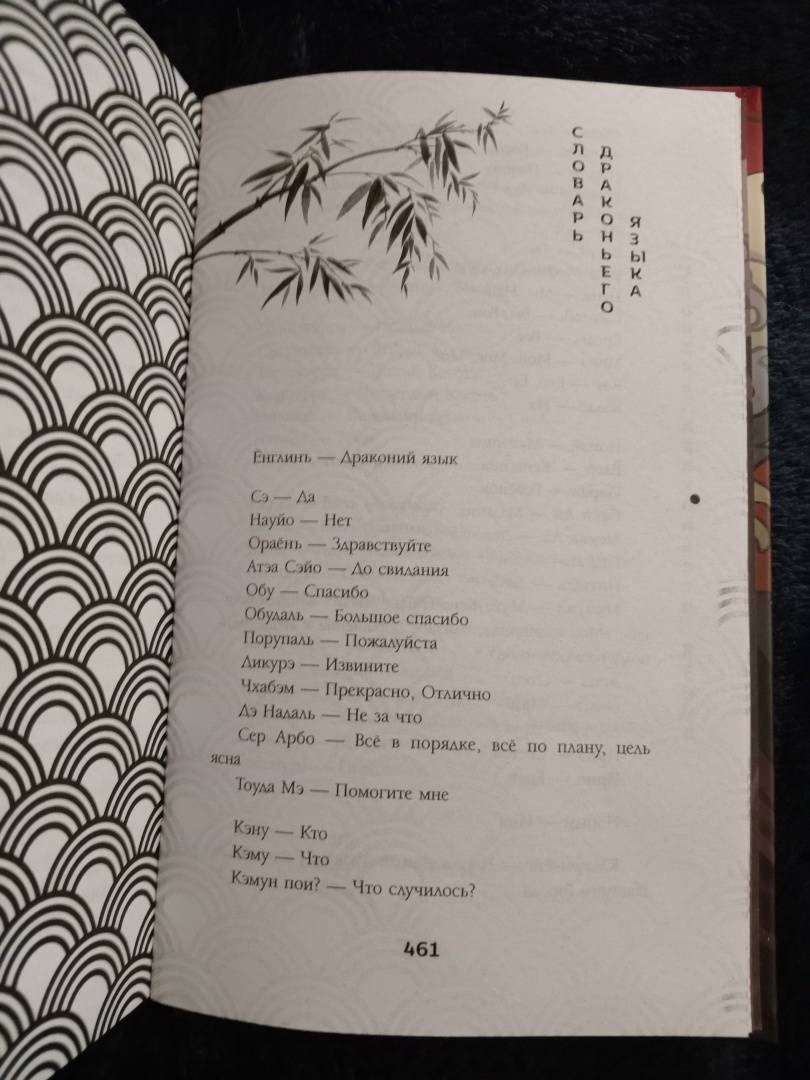 СЛОВАРЬ
ДРАКОНЬЕГО
ЯЗЫКА
Ёнглинъ — Драконий язык
Сэ — Да
Науйо — Нет
Ораёнь — Здравствуйте
Атэа Сэйо — До свидания
Обу — Спасибо
Обудаль — Большое спасибо
Порупаль — Пожалуйста
Дикурэ — Извините
Чхабэм — Прекрасно, Отлично
Дэ Надаль — Не за что
Сер Арбо — Всё в порядке, всё по плану, цель
ясна
Тоуда Мэ — Помогите мне
Кэну — Кто
Кэму — Что
Кэмун пои? — Что случилось?
461